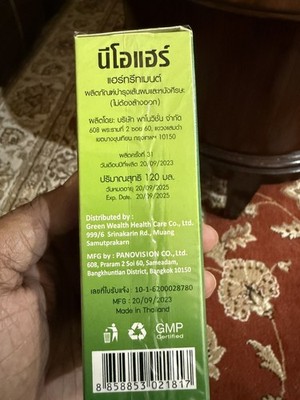 นีโอแฮร์
แฮร์ทรีทเมนต์
ผลิตภัณฑ์บำรุงเส้นผมและหนังศีรษะ
(ไม่ต้องล้างออก)
ผลิตโดย: บริษัท พาโนวิชั่น จำกัด
608 พระรามที่ 2 ซอย 60, แขวงแสมดำ
เขตบางขุนเทียน กรุงเทพฯ 10150
ผลิตครั้งที่ 31
วันเดือนปีที่ผลิต 20/09/2023
ปริมาณสุทธิ 120 มล.
วันหมดอายุ 20/09/2025
Exp. Date 20/09/2025
Distributed by :
Green Wealth Health Care Co., Ltd.
999/6 Srinakarin Rd., Muang
Samutprakarn
MFG by : PANOVISION CO., Ltd.
608, Praram 2 Soi 60, Sameadam,
Bangkhuntian District, Bangkok 10150
เลขที่ใบรับแจ้ง: 10-1-6200028780
MFG : 20/09/2023
Made in Thailand
GMP
Certified
8 858853 021817